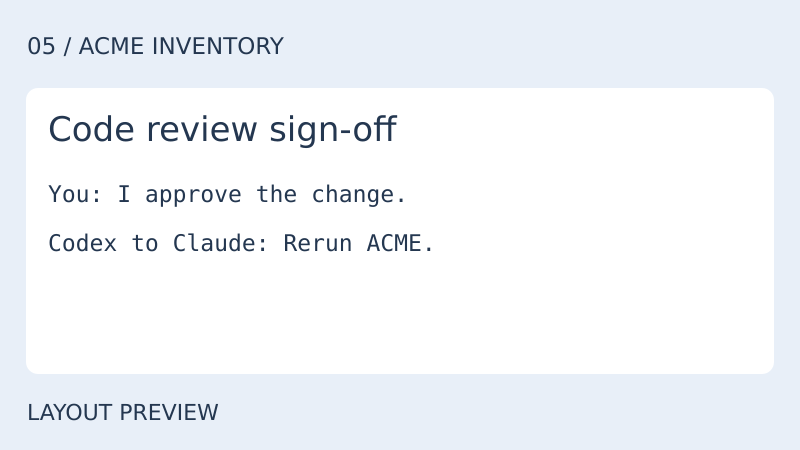 05 / ACME INVENTORY
Code review sign-off
You: I approve the change.
Codex to Claude: Rerun ACME.
LAYOUT PREVIEW